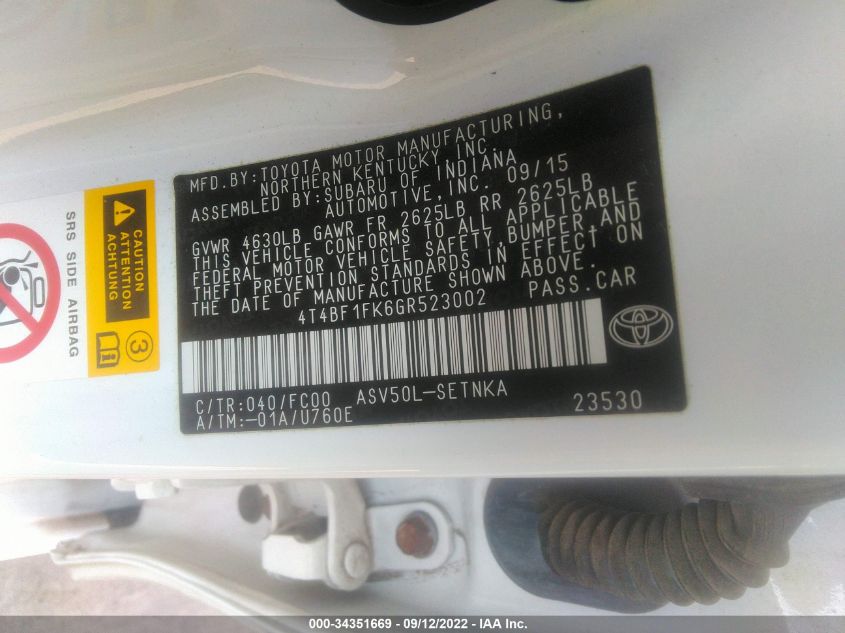 MFD.BY:TOYOTA MOTOR MANUFACTURING,
NORTHERN KENTUCKY, INC.
ASSEMBLED BY:SUBARU OF INDIANA
AUTOMOTIVE, INC. 09/15
GVWR 4630LB GAWR FR 2625LB RR 2625LB
THIS VEHICLE CONFORMS TO ALL APPLICABLE
FEDERAL MOTOR VEHICLE SAFETY,BUMPER,AND
THEFT PREVENTION STANDARDS IN EFFECT ON
THE DATE OF MANUFACTURE SHOWN ABOVE.
4T4BF1FK6GR523002 PASS.CAR
C/TR:040/FC00 ASV50L-SETNKA
A/TM:-01A/U760E 23530
CAUTION
ATTENTION
ACHTUNG
3
SRS SIDE AIRBAG
000-34351669 - 09/12/2022 - IAA Inc.